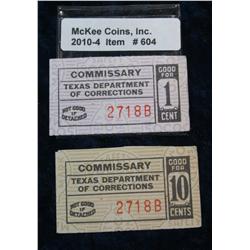 McKee Coins, Inc.
2010-4 Item # 604
COMMISSARY
TEXAS DEPARTMENT
OF CORRECTIONS
NOT GOOD
IF
DETACHED
2718B
GOOD
FOR
1
CENT
COMMISSARY
TEXAS DEPARTMENT
OF CORRECTIONS
NOT GOOD
IF
DETACHED
2718B
GOOD
FOR
10
CENTS